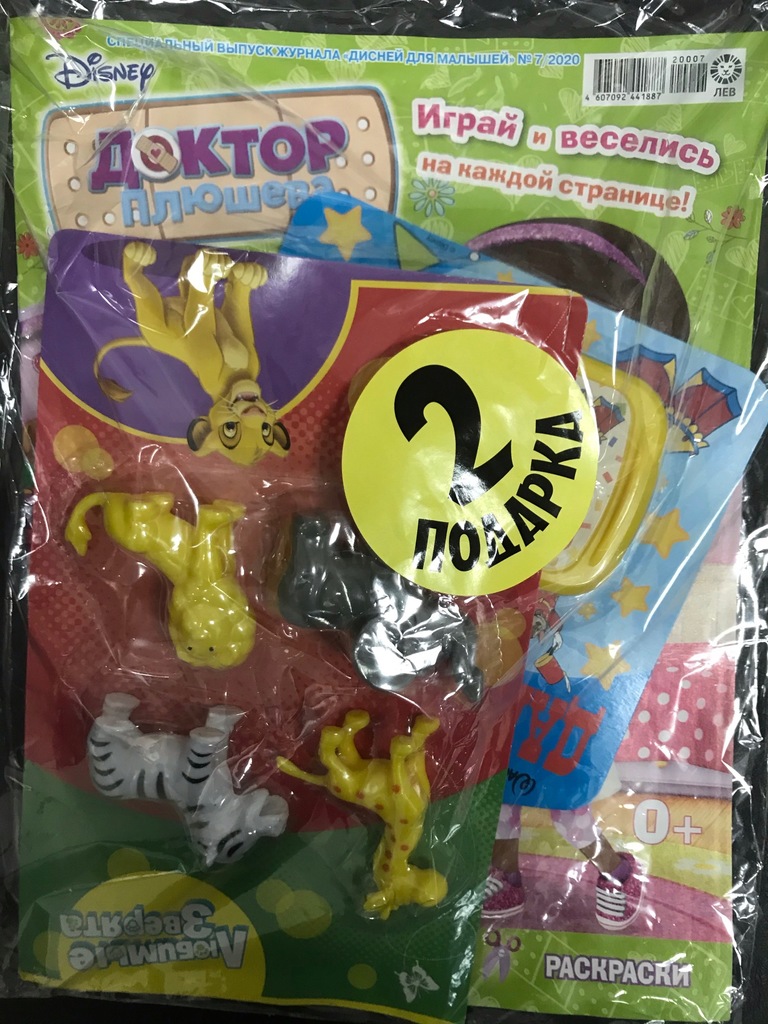 СПЕЦИАЛЬНЫЙ ВЫПУСК ЖУРНАЛА «ДИСНЕЙ ДЛЯ МАЛЫШЕЙ» № 7/2020
20007
4 607092 441887
ЛЕВ
Disney
ДОКТОР
ПЛЮШЕВА
Играй и веселись
на каждой странице!
2
ПОДАРКА
0+
Любимые
Зверята
РАСКРАСКИ